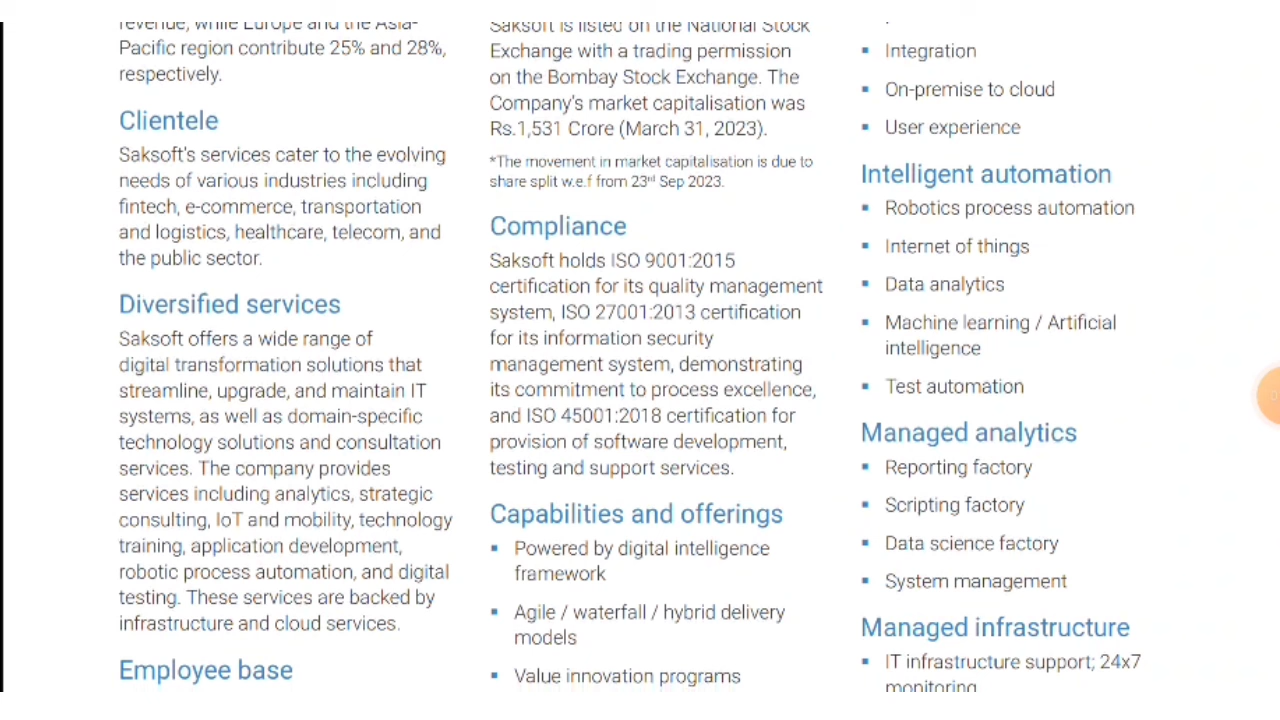 revenue, while Europe and the Asia-
Pacific region contribute 25% and 28%,
respectively.
Clientele
Saksoft's services cater to the evolving
needs of various industries including
fintech, e-commerce, transportation
and logistics, healthcare, telecom, and
the public sector.
Diversified services
Saksoft offers a wide range of
digital transformation solutions that
streamline, upgrade, and maintain IT
systems, as well as domain-specific
technology solutions and consultation
services. The company provides
services including analytics, strategic
consulting, IoT and mobility, technology
training, application development,
robotic process automation, and digital
testing. These services are backed by
infrastructure and cloud services.
Employee base
Saksoft is listed on the National Stock
Exchange with a trading permission
on the Bombay Stock Exchange. The
Company's market capitalisation was
Rs.1,531 Crore (March 31, 2023).
*The movement in market capitalisation is due to
share split w.e.f from 23rd Sep 2023.
Compliance
Saksoft holds ISO 9001:2015
certification for its quality management
system, ISO 27001:2013 certification
for its information security
management system, demonstrating
its commitment to process excellence,
and ISO 45001:2018 certification for
provision of software development,
testing and support services.
Capabilities and offerings
▪ Powered by digital intelligence
framework
▪ Agile / waterfall / hybrid delivery
models
▪ Value innovation programs
▪ Integration
▪ On-premise to cloud
▪ User experience
Intelligent automation
▪ Robotics process automation
▪ Internet of things
▪ Data analytics
▪ Machine learning / Artificial
intelligence
▪ Test automation
Managed analytics
▪ Reporting factory
▪ Scripting factory
▪ Data science factory
▪ System management
Managed infrastructure
▪ IT infrastructure support; 24x7
monitoring